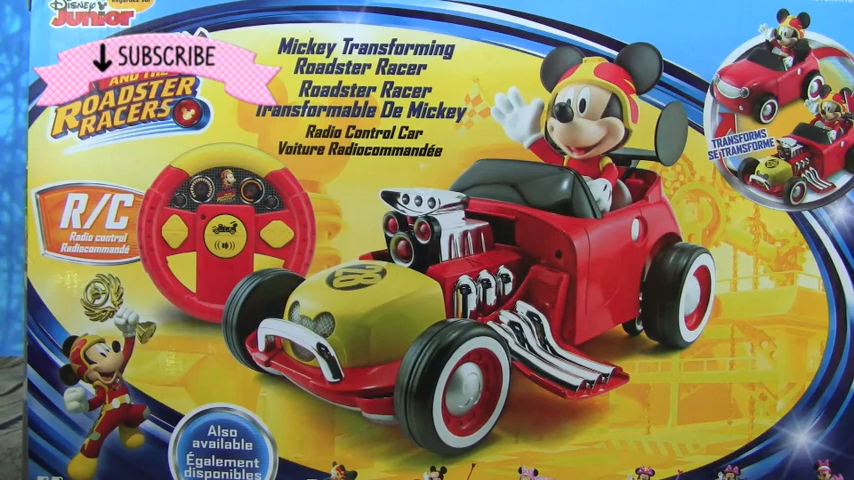 Disney
Junior
SUBSCRIBE
AND THE
ROADSTER
RACERS
Mickey Transforming
Roadster Racer
Roadster Racer
Transformable De Mickey
Radio Control Car
Voiture Radiocommandée
TRANSFORMS
SE TRANSFORME
R/C
Radio control
Radiocommandé
28
Also
available
Également
disponibles